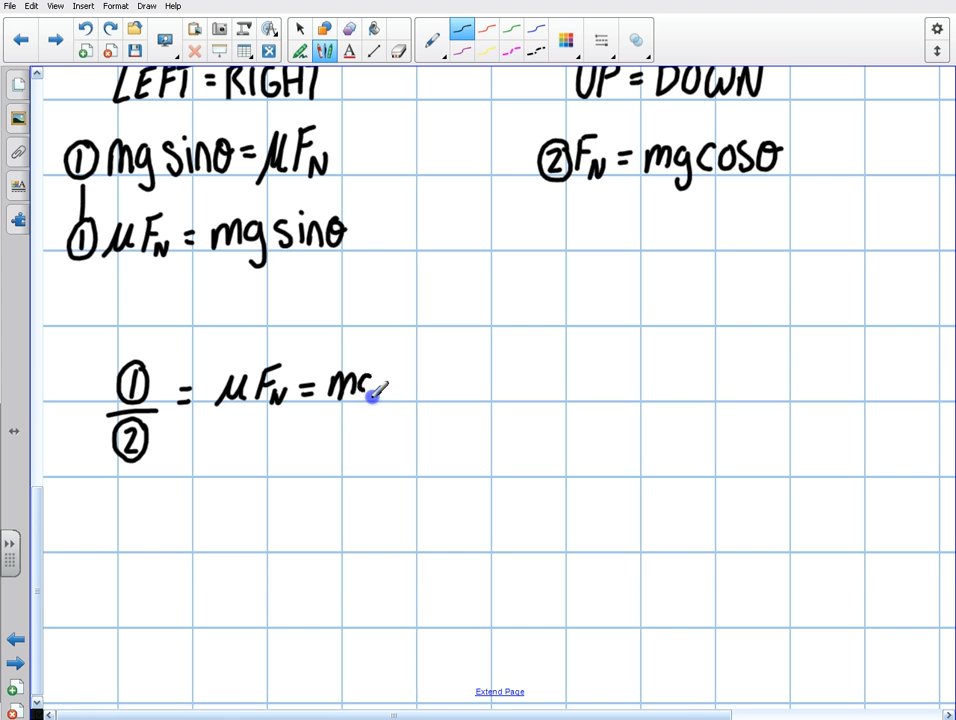 File Edit View Insert Format Draw Help
LEFT = RIGHT
UP = DOWN
① mg sinθ = μF_N
② F_N = mg cosθ
① μF_N = mg sinθ
① / ② = μF_N = mg
Extend Page